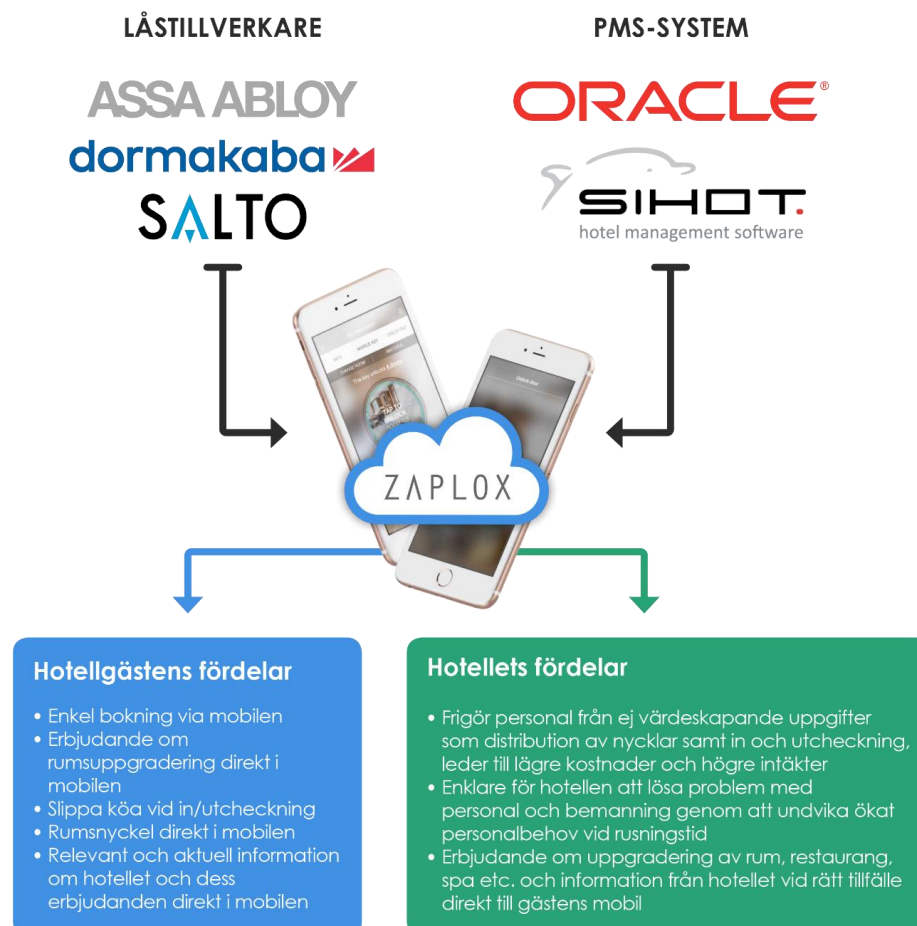 LÅSTILLVERKARE
PMS-SYSTEM
ASSA ABLOY
dormakaba
SALTO
ORACLE®
SIHOT.
hotel management software
MOBILE KEY
TAP TO
UNLOCK
ZAPLOX
Hotellgästens fördelar
• Enkel bokning via mobilen
• Erbjudande om
rumsuppgradering direkt i
mobilen
• Slippa köa vid in/utcheckning
• Rumsnyckel direkt i mobilen
• Relevant och aktuell information
om hotellet och dess
erbjudanden direkt i mobilen
Hotellets fördelar
• Frigör personal från ej värdeskapande uppgifter
som distribution av nycklar samt in och utcheckning,
leder till lägre kostnader och högre intäkter
• Enklare för hotellen att lösa problem med
personal och bemanning genom att undvika ökat
personalbehov vid rusningstid
• Erbjudande om uppgradering av rum, restaurang,
spa etc. och information från hotellet vid rätt tillfälle
direkt till gästens mobil